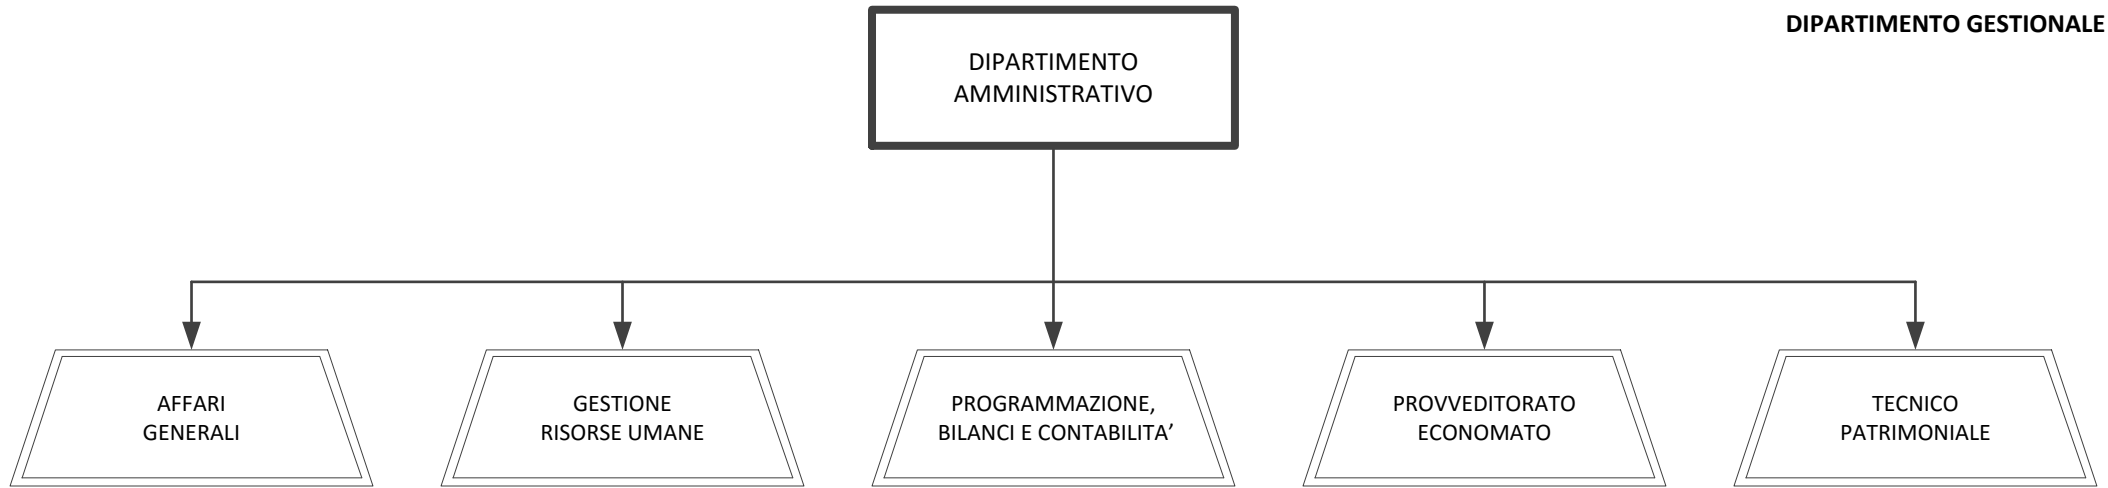 DIPARTIMENTO GESTIONALE
DIPARTIMENTO
AMMINISTRATIVO
AFFARI
GENERALI
GESTIONE
RISORSE UMANE
PROGRAMMAZIONE,
BILANCI E CONTABILITA’
PROVVEDITORATO
ECONOMATO
TECNICO
PATRIMONIALE